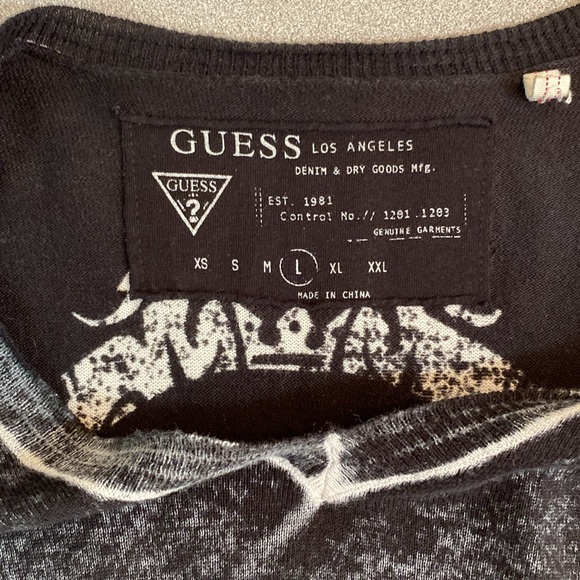 GUESS LOS ANGELES
DENIM & DRY GOODS Mfg.
GUESS
?
EST. 1981
Control No.// 1201.1203
GENUINE GARMENTS
XS S M L XL XXL
MADE IN CHINA